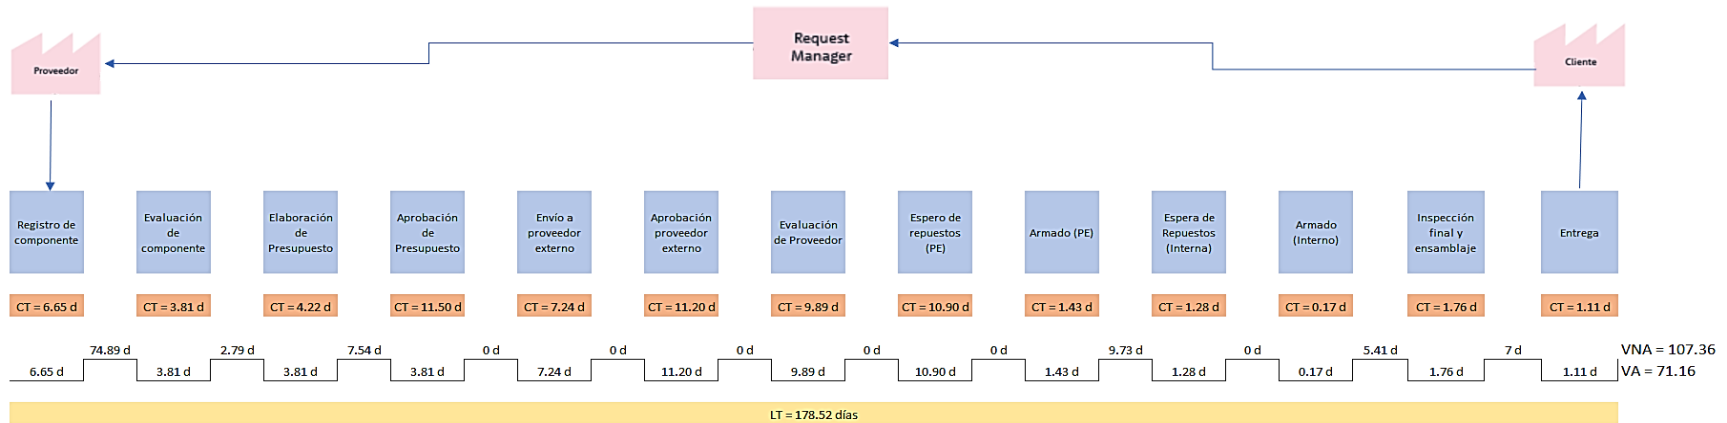 Request
Manager
Proveedor
Cliente
Registro de
componente
Evaluación
de
componente
Elaboración
de
Presupuesto
Aprobación
de
Presupuesto
Envío a
proveedor
externo
Aprobación
proveedor
externo
Evaluación
de Proveedor
Espero de
repuestos
(PE)
Armado (PE)
Espera de
Repuestos
(Interna)
Armado
(Interno)
Inspección
final y
ensamblaje
Entrega
CT = 6.65 d
CT = 3.81 d
CT = 4.22 d
CT = 11.50 d
CT = 7.24 d
CT = 11.20 d
CT = 9.89 d
CT = 10.90 d
CT = 1.43 d
CT = 1.28 d
CT = 0.17 d
CT = 1.76 d
CT = 1.11 d
74.89 d
2.79 d
7.54 d
0 d
0 d
0 d
0 d
0 d
9.73 d
0 d
5.41 d
7 d
VNA = 107.36
6.65 d
3.81 d
3.81 d
3.81 d
7.24 d
11.20 d
9.89 d
10.90 d
1.43 d
1.28 d
0.17 d
1.76 d
1.11 d
VA = 71.16
LT = 178.52 días